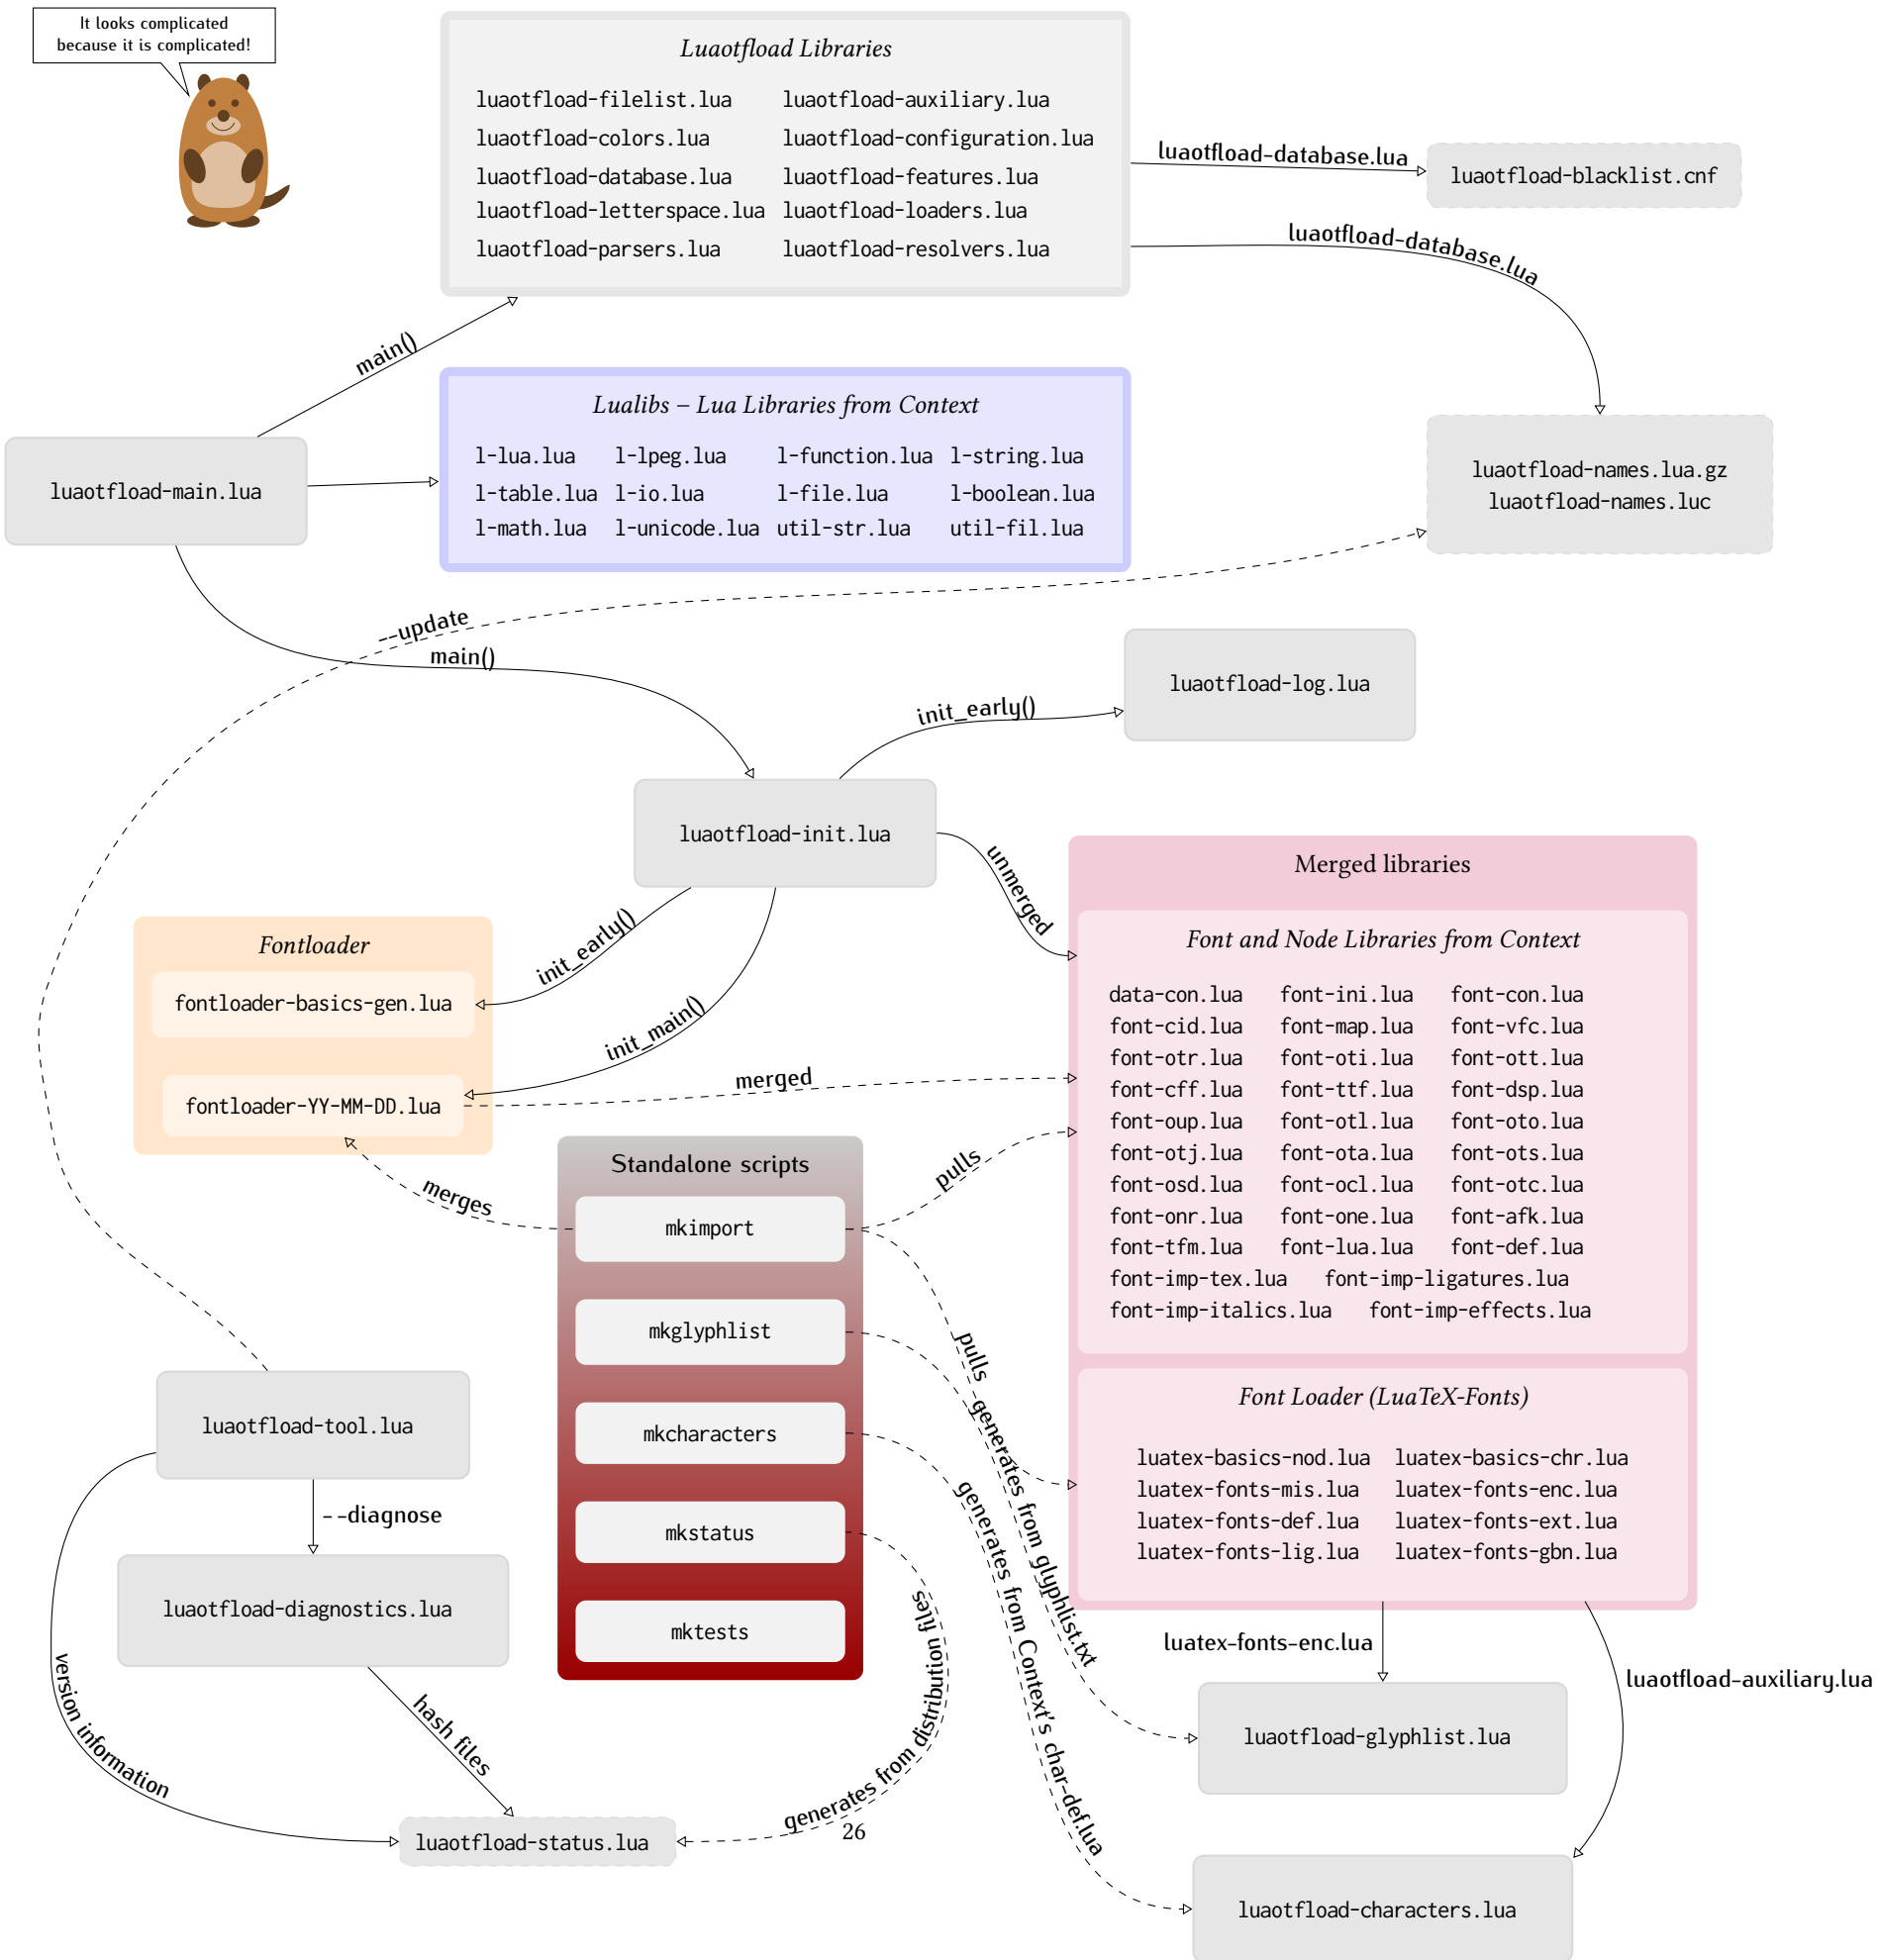 It looks complicated
because it is complicated!
Luaotfload Libraries
luaotfload-filelist.lua luaotfload-auxiliary.lua
luaotfload-colors.lua luaotfload-configuration.lua
luaotfload-database.lua luaotfload-features.lua
luaotfload-letterspace.lua luaotfload-loaders.lua
luaotfload-parsers.lua luaotfload-resolvers.lua
luaotfload-database.lua
luaotfload-blacklist.cnf
luaotfload-database.lua
main()
Lualibs – Lua Libraries from Context
l-lua.lua l-lpeg.lua l-function.lua l-string.lua
l-table.lua l-io.lua l-file.lua l-boolean.lua
l-math.lua l-unicode.lua util-str.lua util-fil.lua
luaotfload-main.lua
luaotfload-names.lua.gz
luaotfload-names.luc
--update
main()
luaotfload-log.lua
init_early()
luaotfload-init.lua
unmerged
Merged libraries
Fontloader
init_early()
fontloader-basics-gen.lua
init_main()
fontloader-YY-MM-DD.lua
merged
Font and Node Libraries from Context
data-con.lua font-ini.lua font-con.lua
font-cid.lua font-map.lua font-vfc.lua
font-otr.lua font-oti.lua font-ott.lua
font-cff.lua font-ttf.lua font-dsp.lua
font-oup.lua font-otl.lua font-oto.lua
font-otj.lua font-ota.lua font-ots.lua
font-osd.lua font-ocl.lua font-otc.lua
font-onr.lua font-one.lua font-afk.lua
font-tfm.lua font-lua.lua font-def.lua
font-imp-tex.lua font-imp-ligatures.lua
font-imp-italics.lua font-imp-effects.lua
merges
Standalone scripts
mkimport
mkglyphlist
mkcharacters
mkstatus
mktests
pulls
pulls
generates from glyphlist.txt
generates from Context's char-def.lua
generates from distribution files
Font Loader (LuaTeX-Fonts)
luatex-basics-nod.lua luatex-basics-chr.lua
luatex-fonts-mis.lua luatex-fonts-enc.lua
luatex-fonts-def.lua luatex-fonts-ext.lua
luatex-fonts-lig.lua luatex-fonts-gbn.lua
luaotfload-tool.lua
--diagnose
luaotfload-diagnostics.lua
version information
hash files
luaotfload-status.lua
luatex-fonts-enc.lua
luaotfload-auxiliary.lua
luaotfload-glyphlist.lua
26
luaotfload-characters.lua